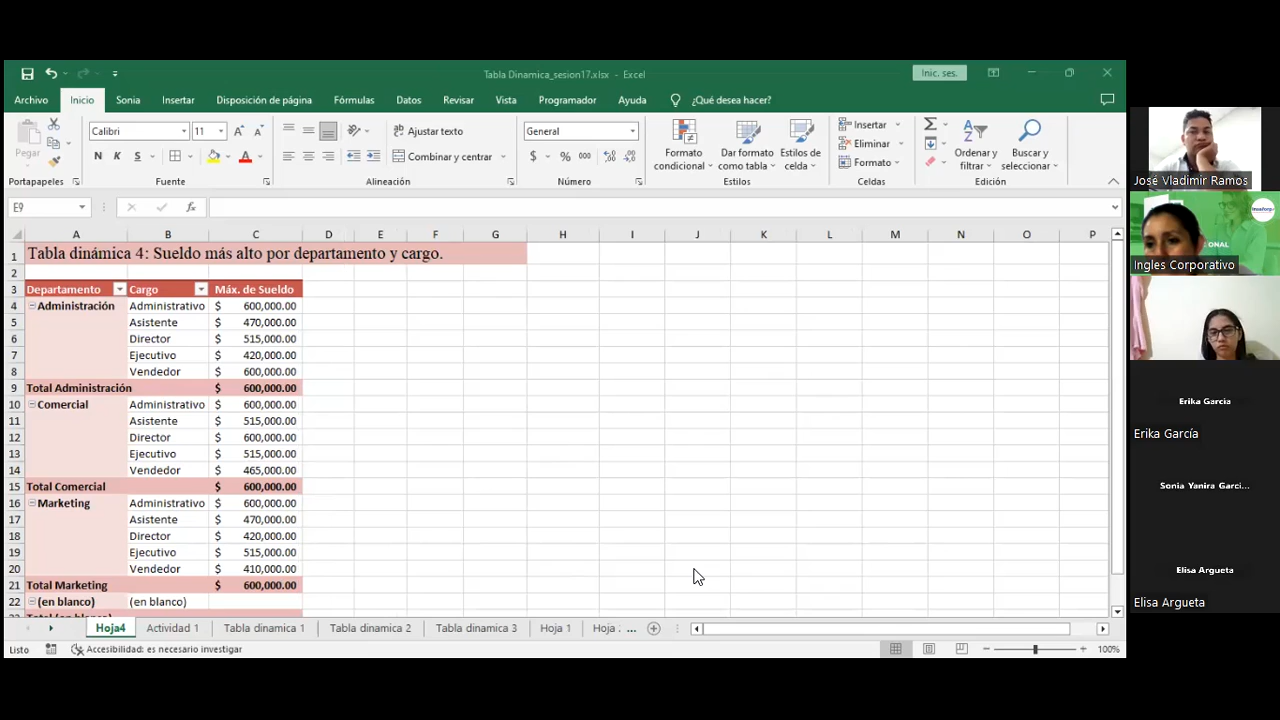 Tabla Dinamica_sesion17.xlsx - Excel
Inic. ses.
Archivo Inicio Sonia Insertar Disposición de página Fórmulas Datos Revisar Vista Programador Ayuda ¿Qué desea hacer?
Pegar
Calibri 11
N K S
Ajustar texto
Combinar y centrar
General
$ % 000
Formato condicional
Dar formato como tabla
Estilos de celda
Insertar
Eliminar
Formato
Ordenar y filtrar
Buscar y seleccionar
Portapapeles Fuente Alineación Número Estilos Celdas Edición
E9 fx
A B C D E F G H I J K L M N O P
1 Tabla dinámica 4: Sueldo más alto por departamento y cargo.
2
3 Departamento Cargo Máx. de Sueldo
4 Administración Administrativo $ 600,000.00
5 Asistente $ 470,000.00
6 Director $ 515,000.00
7 Ejecutivo $ 420,000.00
8 Vendedor $ 600,000.00
9 Total Administración $ 600,000.00
10 Comercial Administrativo $ 600,000.00
11 Asistente $ 515,000.00
12 Director $ 600,000.00
13 Ejecutivo $ 515,000.00
14 Vendedor $ 465,000.00
15 Total Comercial $ 600,000.00
16 Marketing Administrativo $ 600,000.00
17 Asistente $ 470,000.00
18 Director $ 420,000.00
19 Ejecutivo $ 515,000.00
20 Vendedor $ 410,000.00
21 Total Marketing $ 600,000.00
22 (en blanco) (en blanco)
23 Total (en blanco)
Hoja4 Actividad 1 Tabla dinamica 1 Tabla dinamica 2 Tabla dinamica 3 Hoja 1 Hoja ...
Listo Accesibilidad: es necesario investigar 100%
José Vladimir Ramos
ONAL
Ingles Corporativo
Erika Garcia
Erika García
Sonia Yanira Garci...
Elisa Argueta
Elisa Argueta